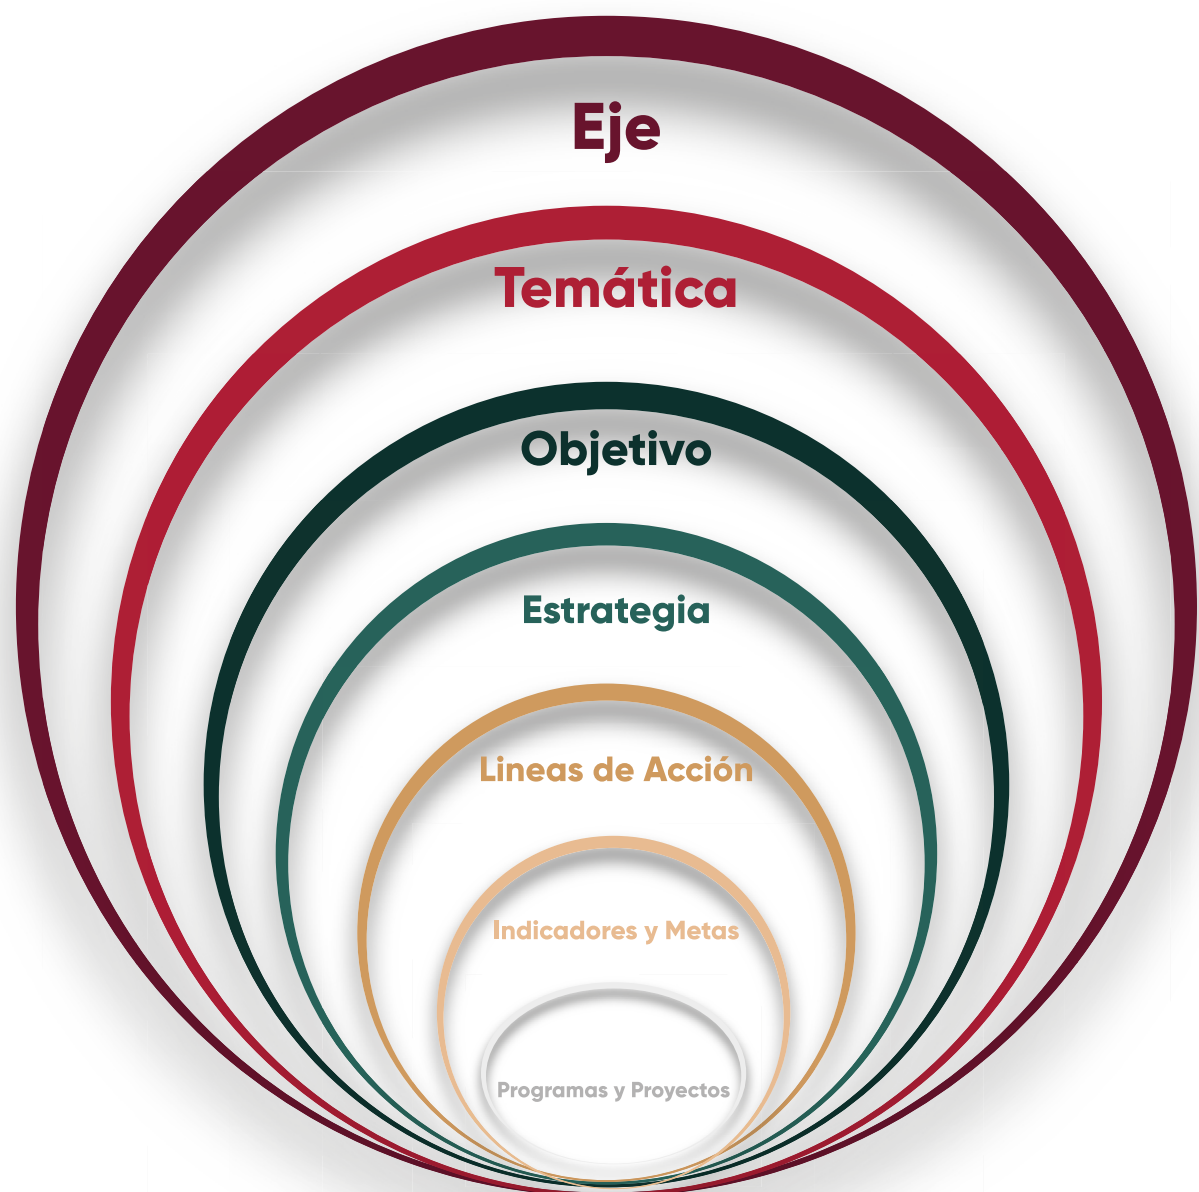 Eje
Temática
Objetivo
Estrategia
Lineas de Acción
Indicadores y Metas
Programas y Proyectos